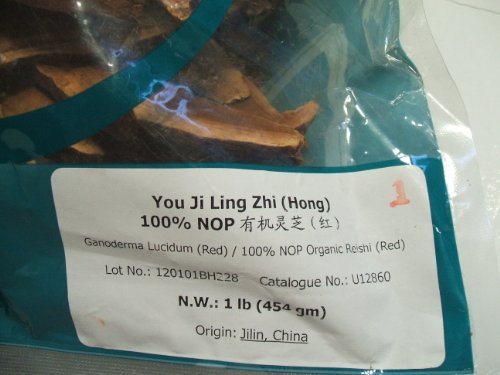 You Ji Ling Zhi (Hong)
100% NOP 有机灵芝 (红)
Ganoderma Lucidum (Red) / 100% NOP Organic Reishi (Red)
Lot No.: 120101BH228 Catalogue No.: U12860
N.W.: 1 lb (454 gm)
Origin: Jilin, China
1